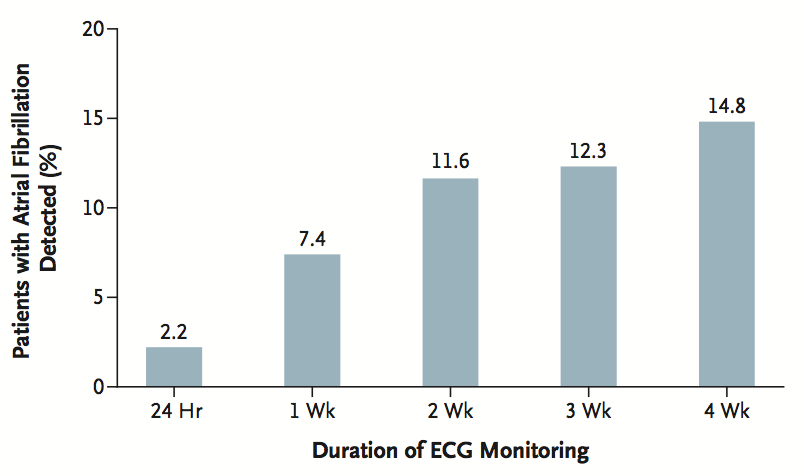 Patients with Atrial Fibrillation
Detected (%)
20
15
10
5
0
2.2
7.4
11.6
12.3
14.8
24 Hr
1 Wk
2 Wk
3 Wk
4 Wk
Duration of ECG Monitoring